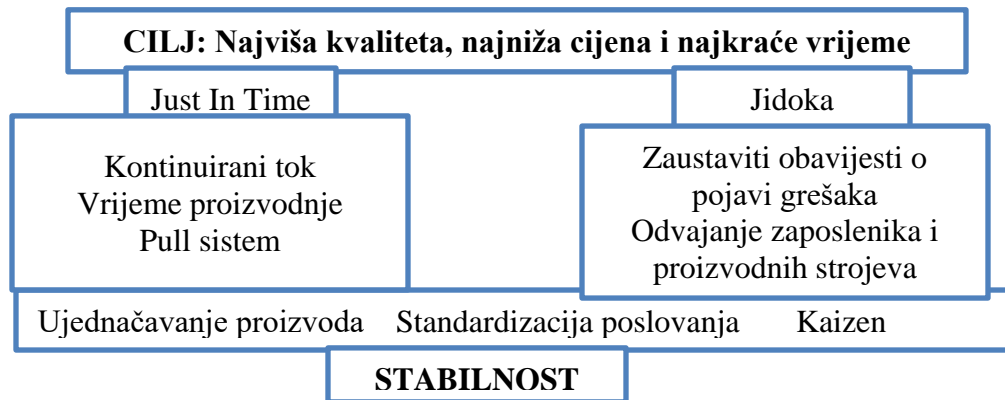 CILJ: Najviša kvaliteta, najniža cijena i najkraće vrijeme
Just In Time
Kontinuirani tok
Vrijeme proizvodnje
Pull sistem
Jidoka
Zaustaviti obavijesti o
pojavi grešaka
Odvajanje zaposlenika i
proizvodnih strojeva
Ujednačavanje proizvoda Standardizacija poslovanja Kaizen
STABILNOST